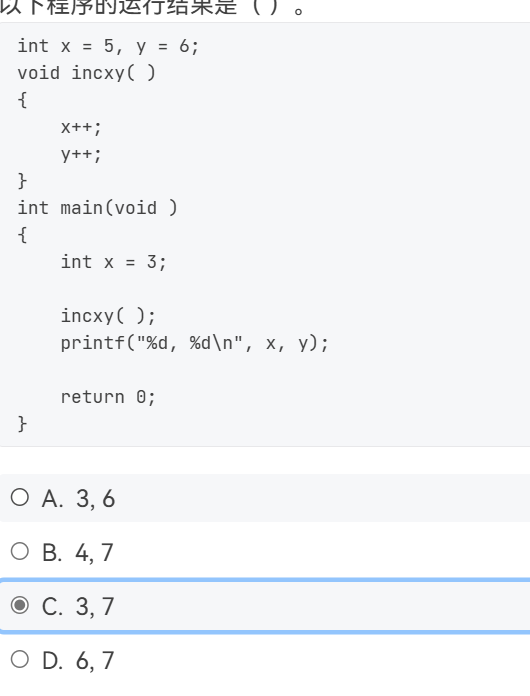 以下程序的运行结果是（ ）。
int x = 5, y = 6;
void incxy( )
{
    x++;
    y++;
}
int main(void )
{
    int x = 3;
    incxy( );
    printf("%d, %d\n", x, y);
    return 0;
}
A. 3, 6
B. 4, 7
C. 3, 7
D. 6, 7